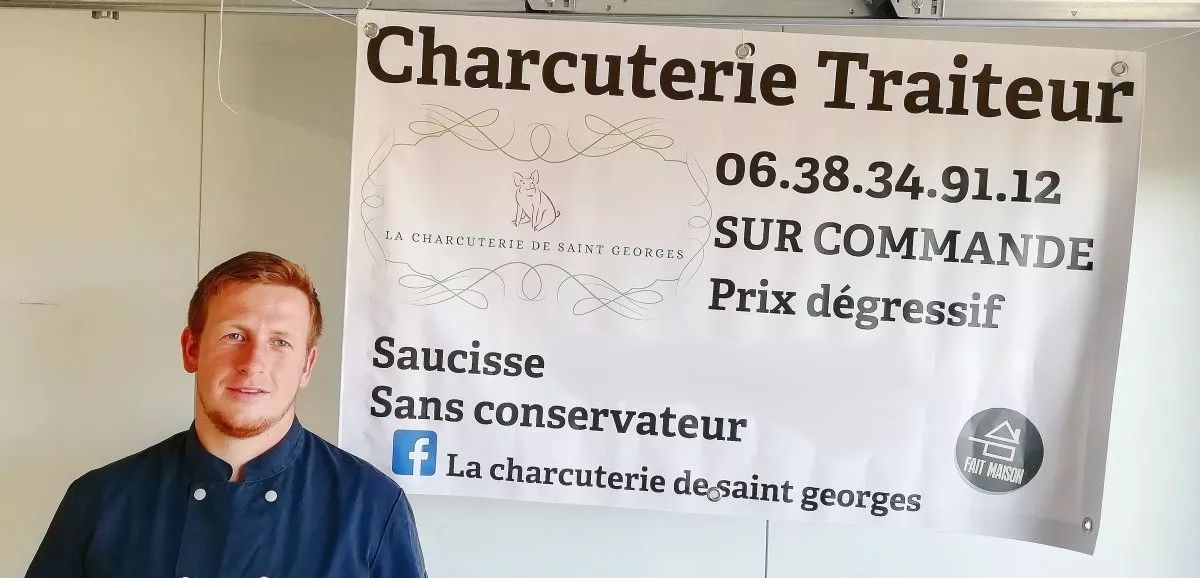 Charcuterie Traiteur
LA CHARCUTERIE DE SAINT GEORGES
06.38.34.91.12
SUR COMMANDE
Prix dégressif
Saucisse
Sans conservateur
f La charcuterie de saint georges
FAIT MAISON